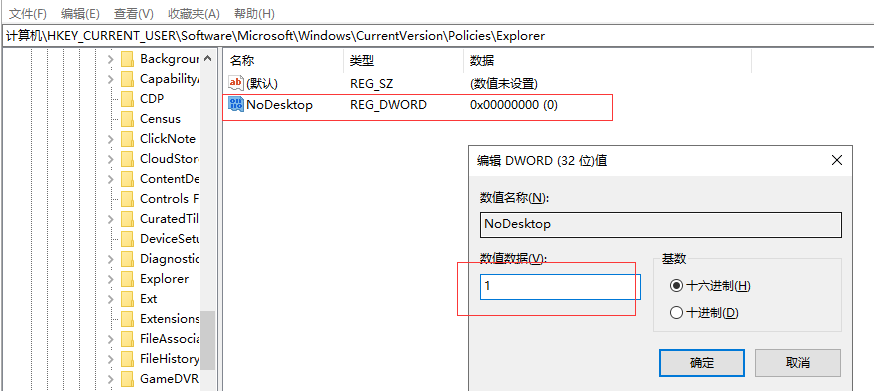 文件(F) 编辑(E) 查看(V) 收藏夹(A) 帮助(H)
计算机\HKEY_CURRENT_USER\Software\Microsoft\Windows\CurrentVersion\Policies\Explorer
Backgroun
CapabilityA
CDP
Census
ClickNote
CloudStor
ContentDe
Controls F
CuratedTil
DeviceSetu
Diagnostic
Explorer
Ext
Extensions
FileAssocia
FileHistory
GameDVR
名称 类型 数据
ab (默认) REG_SZ (数值未设置)
NoDesktop REG_DWORD 0x00000000 (0)
编辑 DWORD (32 位)值
数值名称(N):
NoDesktop
数值数据(V): 基数
1 十六进制(H)
十进制(D)
确定 取消